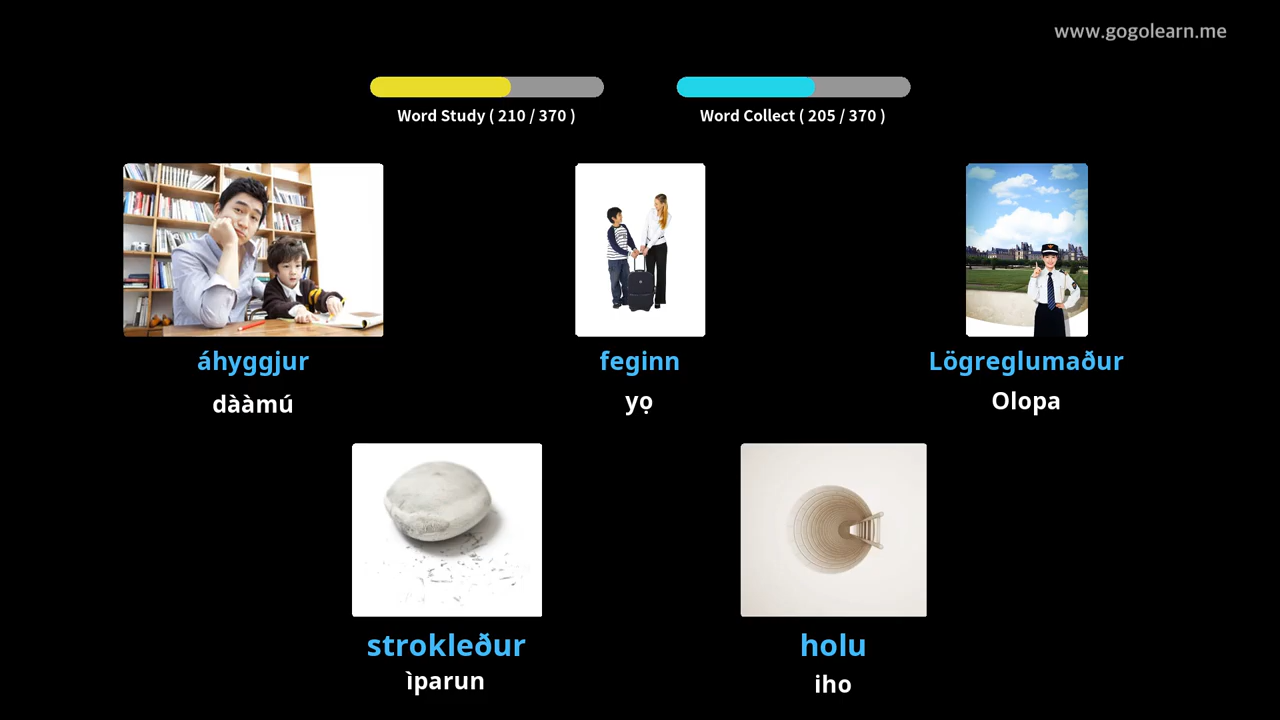 www.gogolearn.me
Word Study ( 210 / 370 )
Word Collect ( 205 / 370 )
áhyggjur
feginn
Lögreglumaður
dààmú
yọ
Olopa
strokleður
holu
ìparun
iho